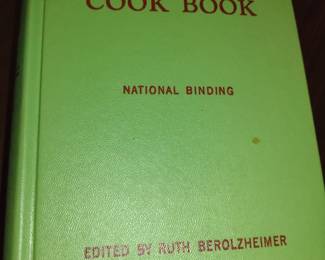 COOK BOOK
NATIONAL BINDING
EDITED BY RUTH BEROLZHEIMER